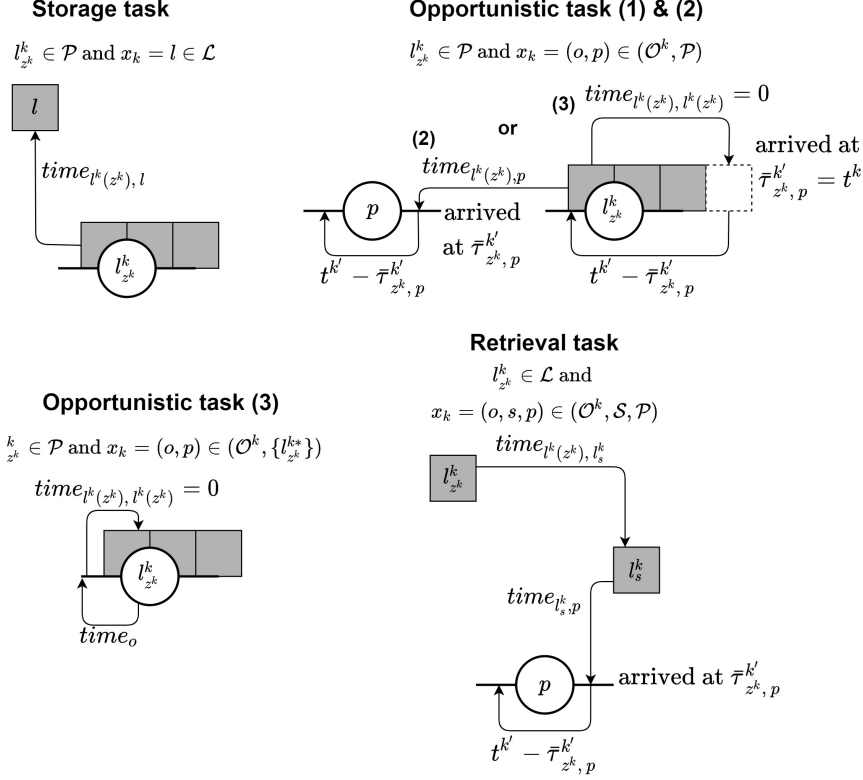 Storage task
l^k_{z^k} ∈ 𝒫 and x_k = l ∈ ℒ
l
time_{l^k(z^k), l}
l^k_{z^k}
Opportunistic task (1) & (2)
l^k_{z^k} ∈ 𝒫 and x_k = (o, p) ∈ (𝒪^k, 𝒫)
(2)
or
(3)
time_{l^k(z^k), l^k(z^k)} = 0
time_{l^k(z^k), p}
p
arrived
at τ̄^{k'}_{z^k, p}
t^{k'} − τ̄^{k'}_{z^k, p}
l^k_{z^k}
arrived at
τ̄^{k'}_{z^k, p} = t^k
t^{k'} − τ̄^{k'}_{z^k, p}
Opportunistic task (3)
^k_{z^k} ∈ 𝒫 and x_k = (o, p) ∈ (𝒪^k, {l^{k*}_{z^k}})
time_{l^k(z^k), l^k(z^k)} = 0
l^k_{z^k}
time_o
Retrieval task
l^k_{z^k} ∈ ℒ and
x_k = (o, s, p) ∈ (𝒪^k, 𝒮, 𝒫)
time_{l^k(z^k), l^k_s}
l^k_{z^k}
l^k_s
time_{l^k_s, p}
p
arrived at τ̄^{k'}_{z^k, p}
t^{k'} − τ̄^{k'}_{z^k, p}